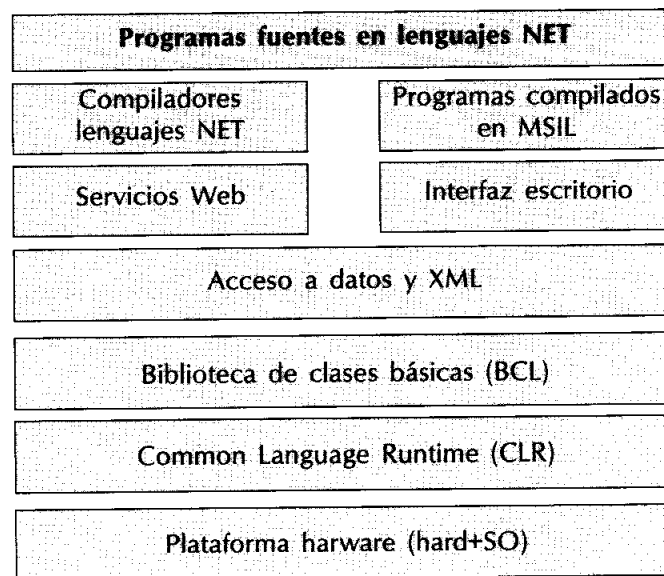 Programas fuentes en lenguajes NET
Compiladores
lenguajes NET
Programas compilados
en MSIL
Servicios Web
Interfaz escritorio
Acceso a datos y XML
Biblioteca de clases básicas (BCL)
Common Language Runtime (CLR)
Plataforma harware (hard+SO)